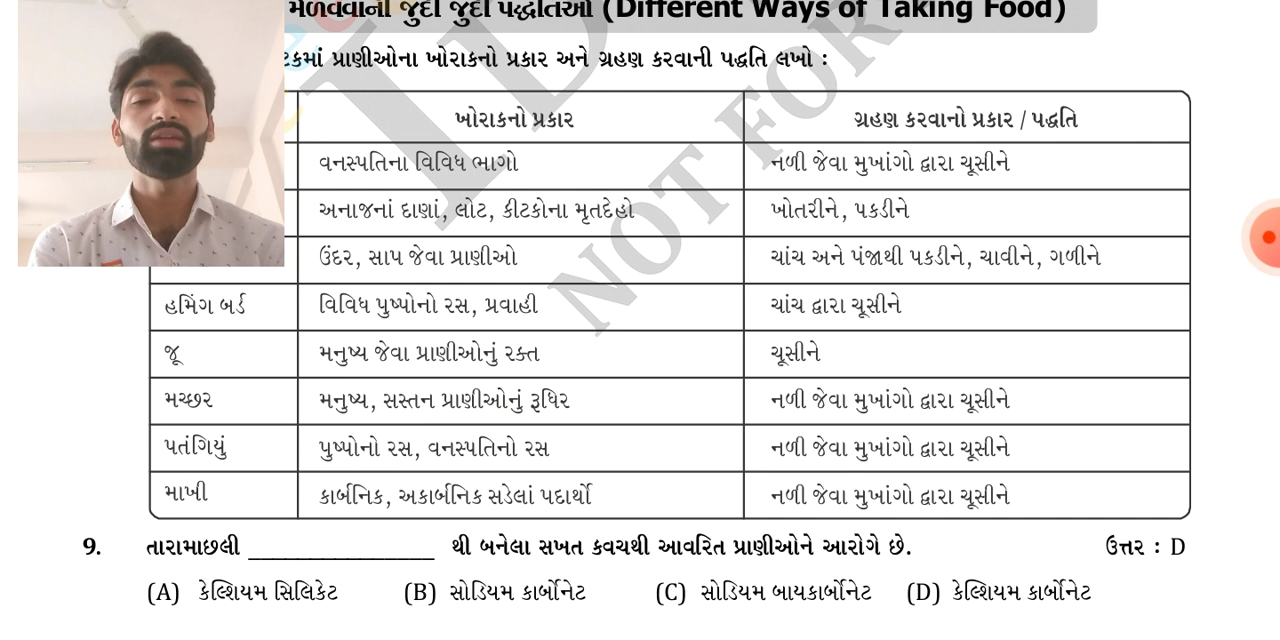 મેળવવાની જુદી જુદી પદ્ધતિઓ (Different Ways of Taking Food)
પ્રાણીઓના ખોરાકનો પ્રકાર અને ગ્રહણ કરવાની પદ્ધતિ લખો :
ખોરાકનો પ્રકાર ગ્રહણ કરવાનો પ્રકાર / પદ્ધતિ
વનસ્પતિના વિવિધ ભાગો નળી જેવા મુખાંગો દ્વારા ચૂસીને
અનાજનાં દાણાં, લોટ, કીટકોના મૃતદેહો ખોતરીને, પકડીને
ઉંદર, સાપ જેવા પ્રાણીઓ ચાંચ અને પંજાથી પકડીને, ચાવીને, ગળીને
હમિંગ બર્ડ વિવિધ પુષ્પોનો રસ, પ્રવાહી ચાંચ દ્વારા ચૂસીને
જૂ મનુષ્ય જેવા પ્રાણીઓનું રક્ત ચૂસીને
મચ્છર મનુષ્ય, સસ્તન પ્રાણીઓનું રૂધિર નળી જેવા મુખાંગો દ્વારા ચૂસીને
પતંગિયું પુષ્પોનો રસ, વનસ્પતિનો રસ નળી જેવા મુખાંગો દ્વારા ચૂસીને
માખી કાર્બનિક, અકાર્બનિક સડેલાં પદાર્થો નળી જેવા મુખાંગો દ્વારા ચૂસીને
NOT FOR
9. તારામાછલી ________________ થી બનેલા સખત કવચથી આવરિત પ્રાણીઓને આરોગે છે. ઉત્તર : D
(A) કેલ્શિયમ સિલિકેટ (B) સોડિયમ કાર્બોનેટ (C) સોડિયમ બાયકાર્બોનેટ (D) કેલ્શિયમ કાર્બોનેટ